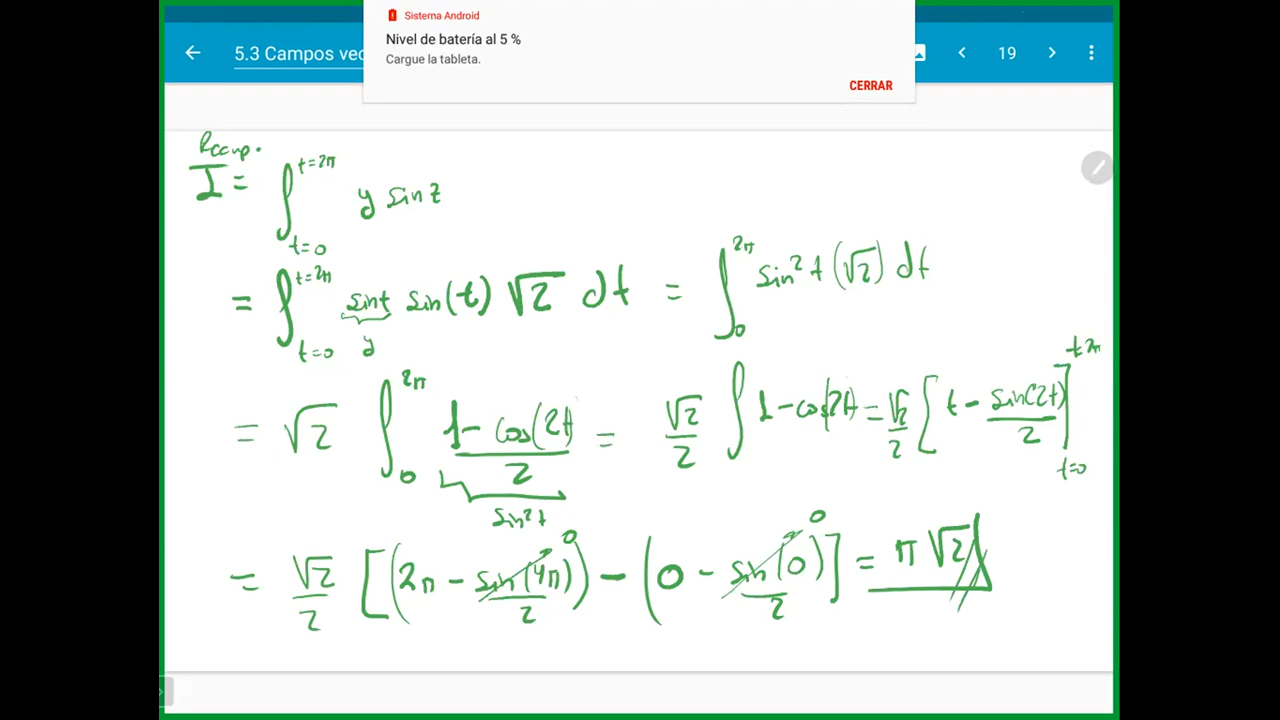 Sistema Android
Nivel de batería al 5 %
Cargue la tableta.
CERRAR
5.3 Campos vec
19
I = ∫_{t=0}^{t=2π} y sin z
= ∫_{t=0}^{t=2π} sin t sin(t) √2 dt = ∫_0^{2π} sin² t (√2) dt
y
= √2 ∫_0^{2π} (1 - cos(2t))/2 = √2/2 ∫ 1 - cos(2t) = √2/2 [t - sin(2t)/2]_{t=0}^{t 2π}
sin² t
= √2/2 [(2π - sin(4π)/2) - (0 - sin(0)/2)] = π √2
0 0